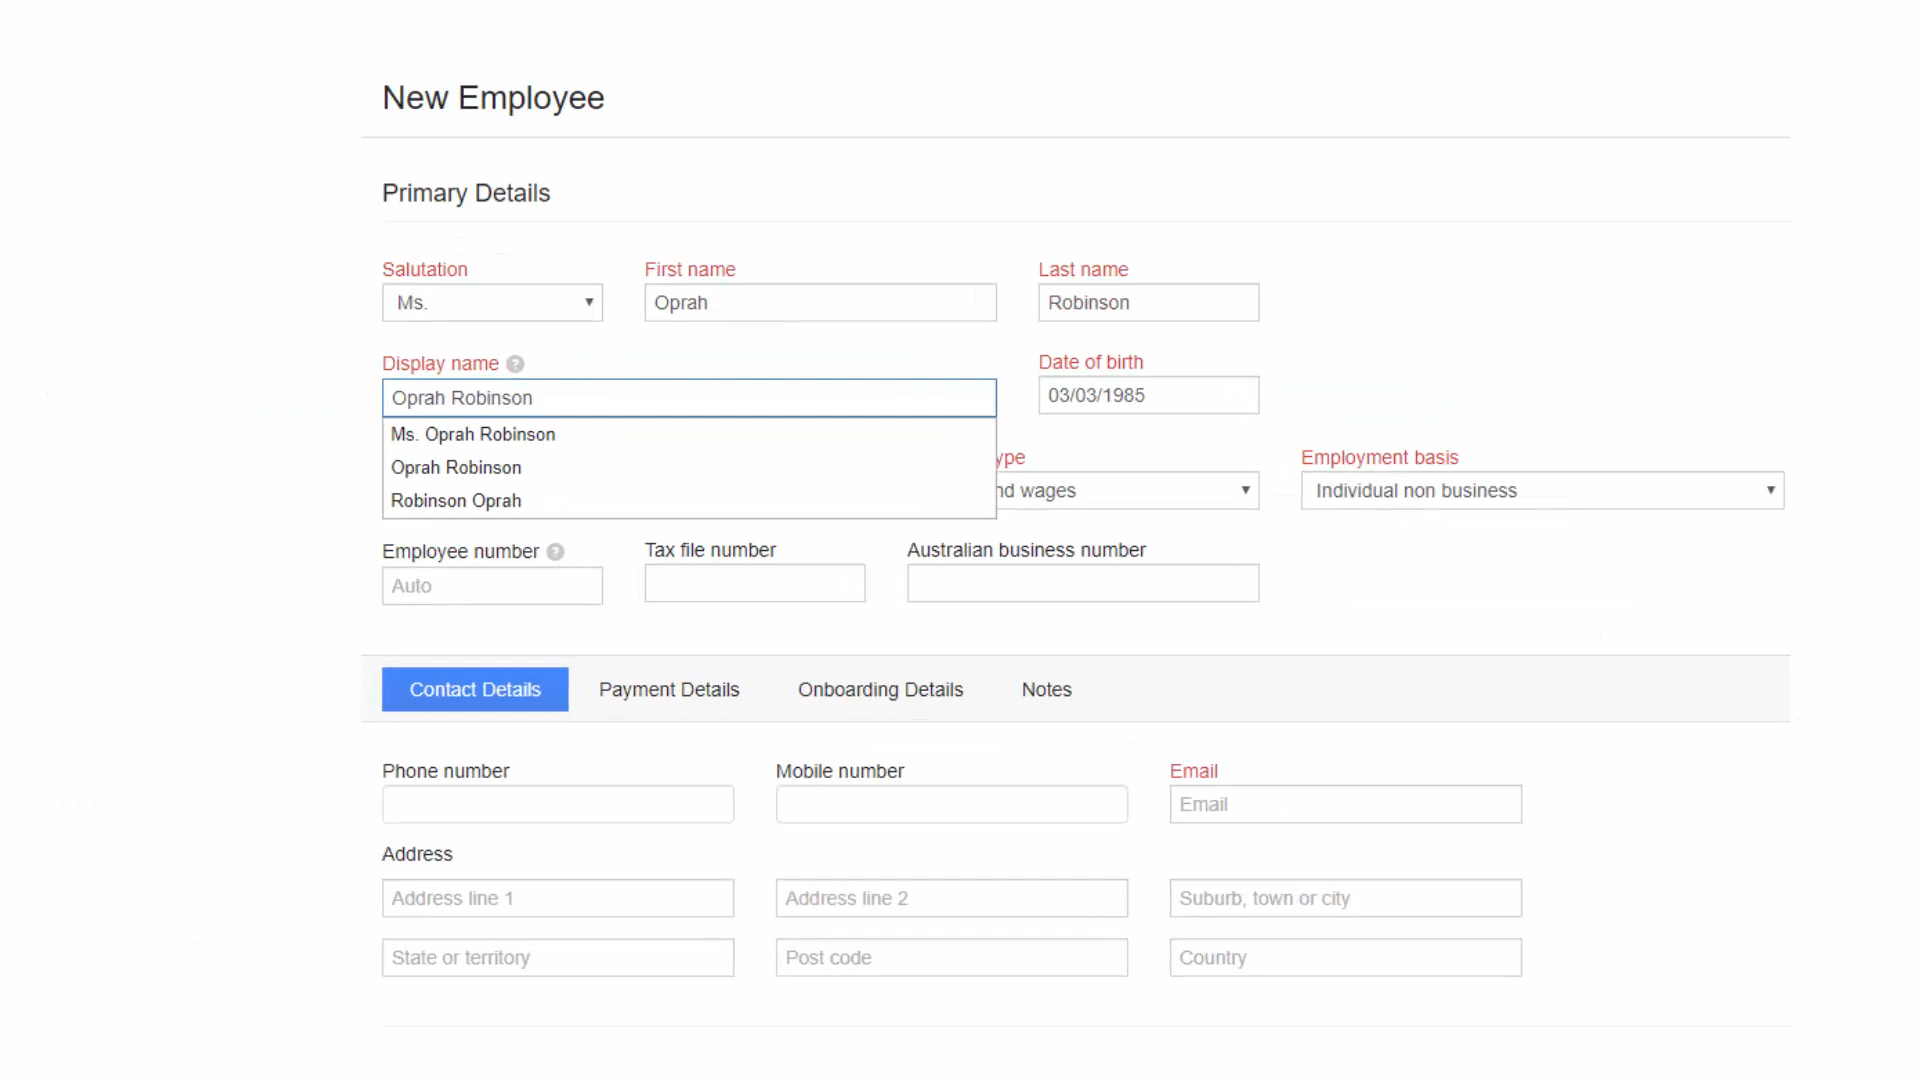 New Employee
Primary Details
Salutation First name Last name
Ms. Oprah Robinson
Display name Date of birth
Oprah Robinson 03/03/1985
Ms. Oprah Robinson
Oprah Robinson
Robinson Oprah
ype Employment basis
nd wages Individual non business
Employee number Tax file number Australian business number
Auto
Contact Details Payment Details Onboarding Details Notes
Phone number Mobile number Email
Email
Address
Address line 1 Address line 2 Suburb, town or city
State or territory Post code Country